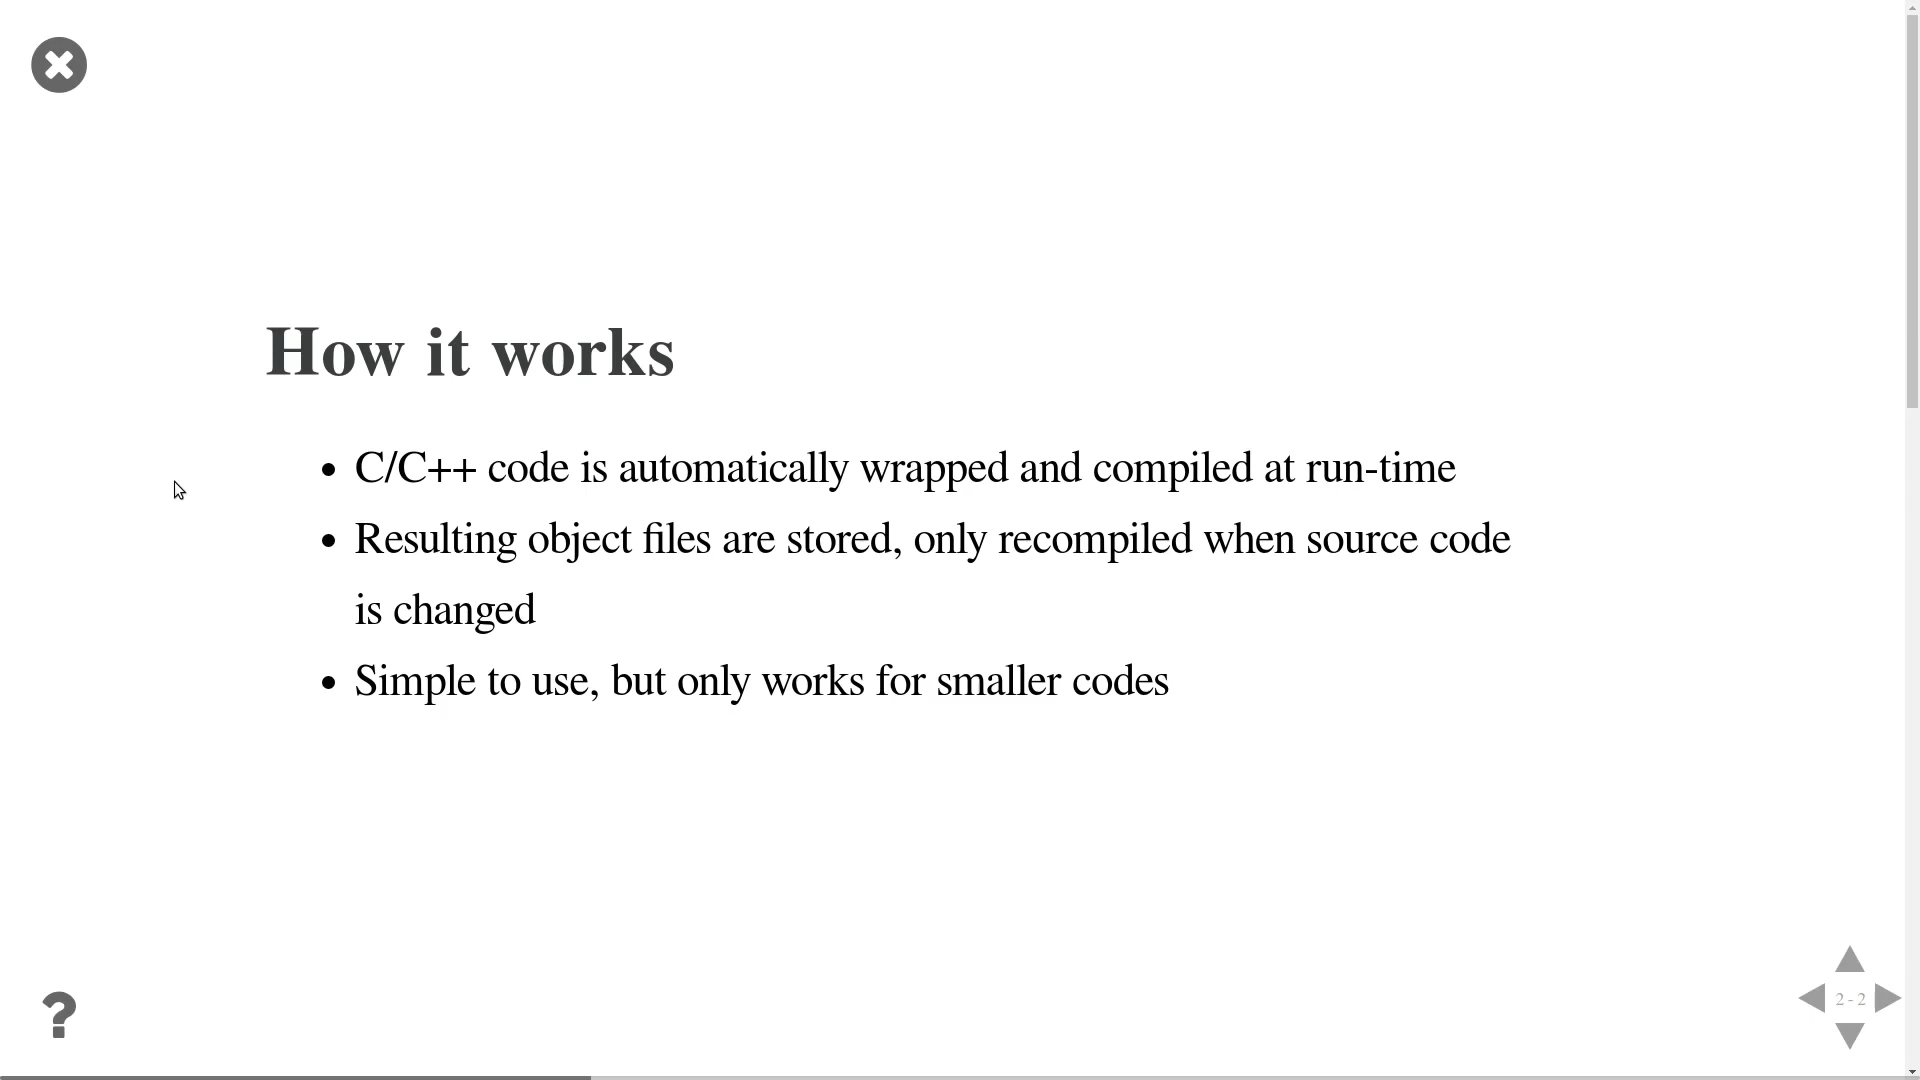 How it works
• C/C++ code is automatically wrapped and compiled at run-time
• Resulting object files are stored, only recompiled when source code
is changed
• Simple to use, but only works for smaller codes
?
2 - 2